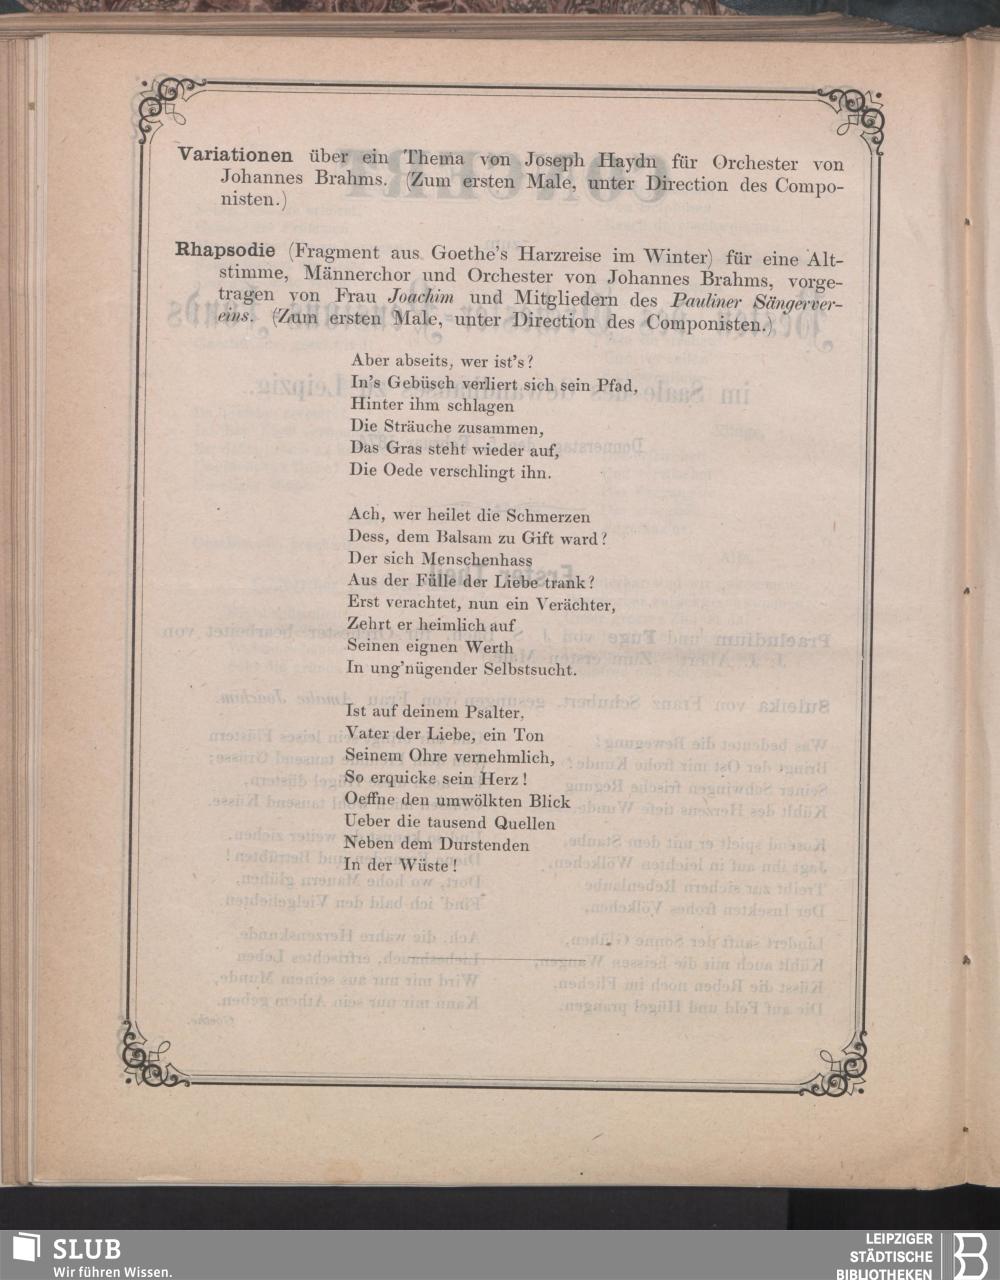 Variationen über ein Thema von Joseph Haydn für Orchester von
Johannes Brahms. (Zum ersten Male, unter Direction des Compo-
nisten.)
Rhapsodie (Fragment aus Goethe's Harzreise im Winter) für eine Alt-
stimme, Männerchor und Orchester von Johannes Brahms, vorge-
tragen von Frau Joachim und Mitgliedern des Pauliner Sängerver-
eins. (Zum ersten Male, unter Direction des Componisten.)
Aber abseits, wer ist's?
In's Gebüsch verliert sich sein Pfad,
Hinter ihm schlagen
Die Sträuche zusammen,
Das Gras steht wieder auf,
Die Oede verschlingt ihn.
Ach, wer heilet die Schmerzen
Dess, dem Balsam zu Gift ward?
Der sich Menschenhass
Aus der Fülle der Liebe trank?
Erst verachtet, nun ein Verächter,
Zehrt er heimlich auf
Seinen eignen Werth
In ung'nügender Selbstsucht.
Ist auf deinem Psalter,
Vater der Liebe, ein Ton
Seinem Ohre vernehmlich,
So erquicke sein Herz!
Oeffne den umwölkten Blick
Ueber die tausend Quellen
Neben dem Durstenden
In der Wüste!
SLUB
Wir führen Wissen.
LEIPZIGER
STÄDTISCHE
BIBLIOTHEKEN